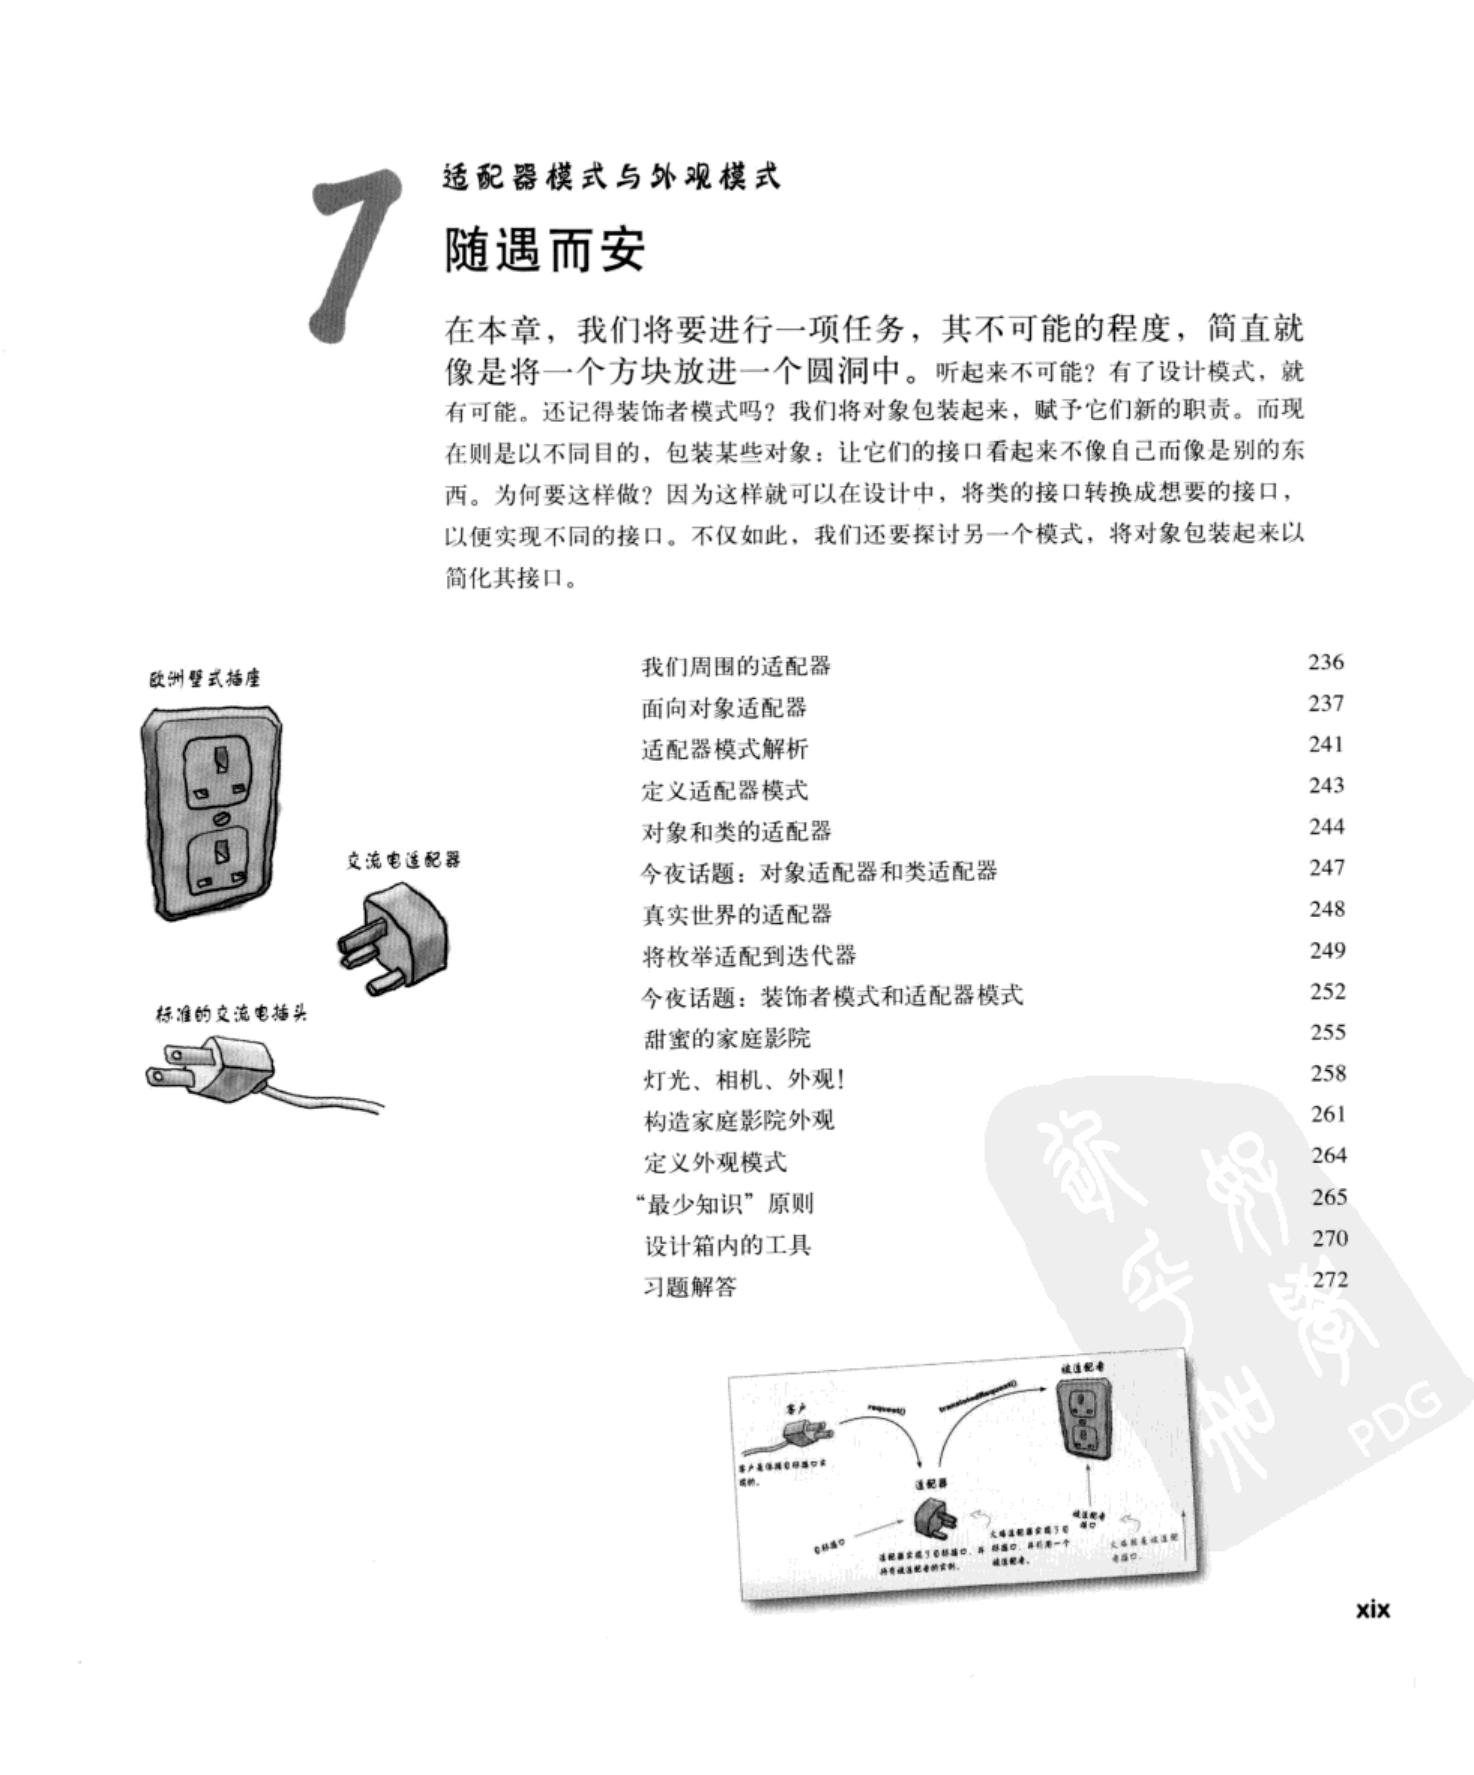 7
适配器模式与外观模式
随遇而安
在本章，我们将要进行一项任务，其不可能的程度，简直就
像是将一个方块放进一个圆洞中。听起来不可能？有了设计模式，就
有可能。还记得装饰者模式吗？我们将对象包装起来，赋予它们新的职责。而现
在则是以不同目的，包装某些对象：让它们的接口看起来不像自己而像是别的东
西。为何要这样做？因为这样就可以在设计中，将类的接口转换成想要的接口，
以便实现不同的接口。不仅如此，我们还要探讨另一个模式，将对象包装起来以
简化其接口。
欧洲壁式插座
交流电适配器
标准的交流电插头
我们周围的适配器 236
面向对象适配器 237
适配器模式解析 241
定义适配器模式 243
对象和类的适配器 244
今夜话题：对象适配器和类适配器 247
真实世界的适配器 248
将枚举适配到迭代器 249
今夜话题：装饰者模式和适配器模式 252
甜蜜的家庭影院 255
灯光、相机、外观！ 258
构造家庭影院外观 261
定义外观模式 264
“最少知识”原则 265
设计箱内的工具 270
习题解答 272
被适配者
客户
request()
translatedRequest()
客户是依据目标接口实
现的。
适配器
目标接口
适配器实现了目标接口，并
持有被适配者的实例。
被适配者
接口
PDG
xix